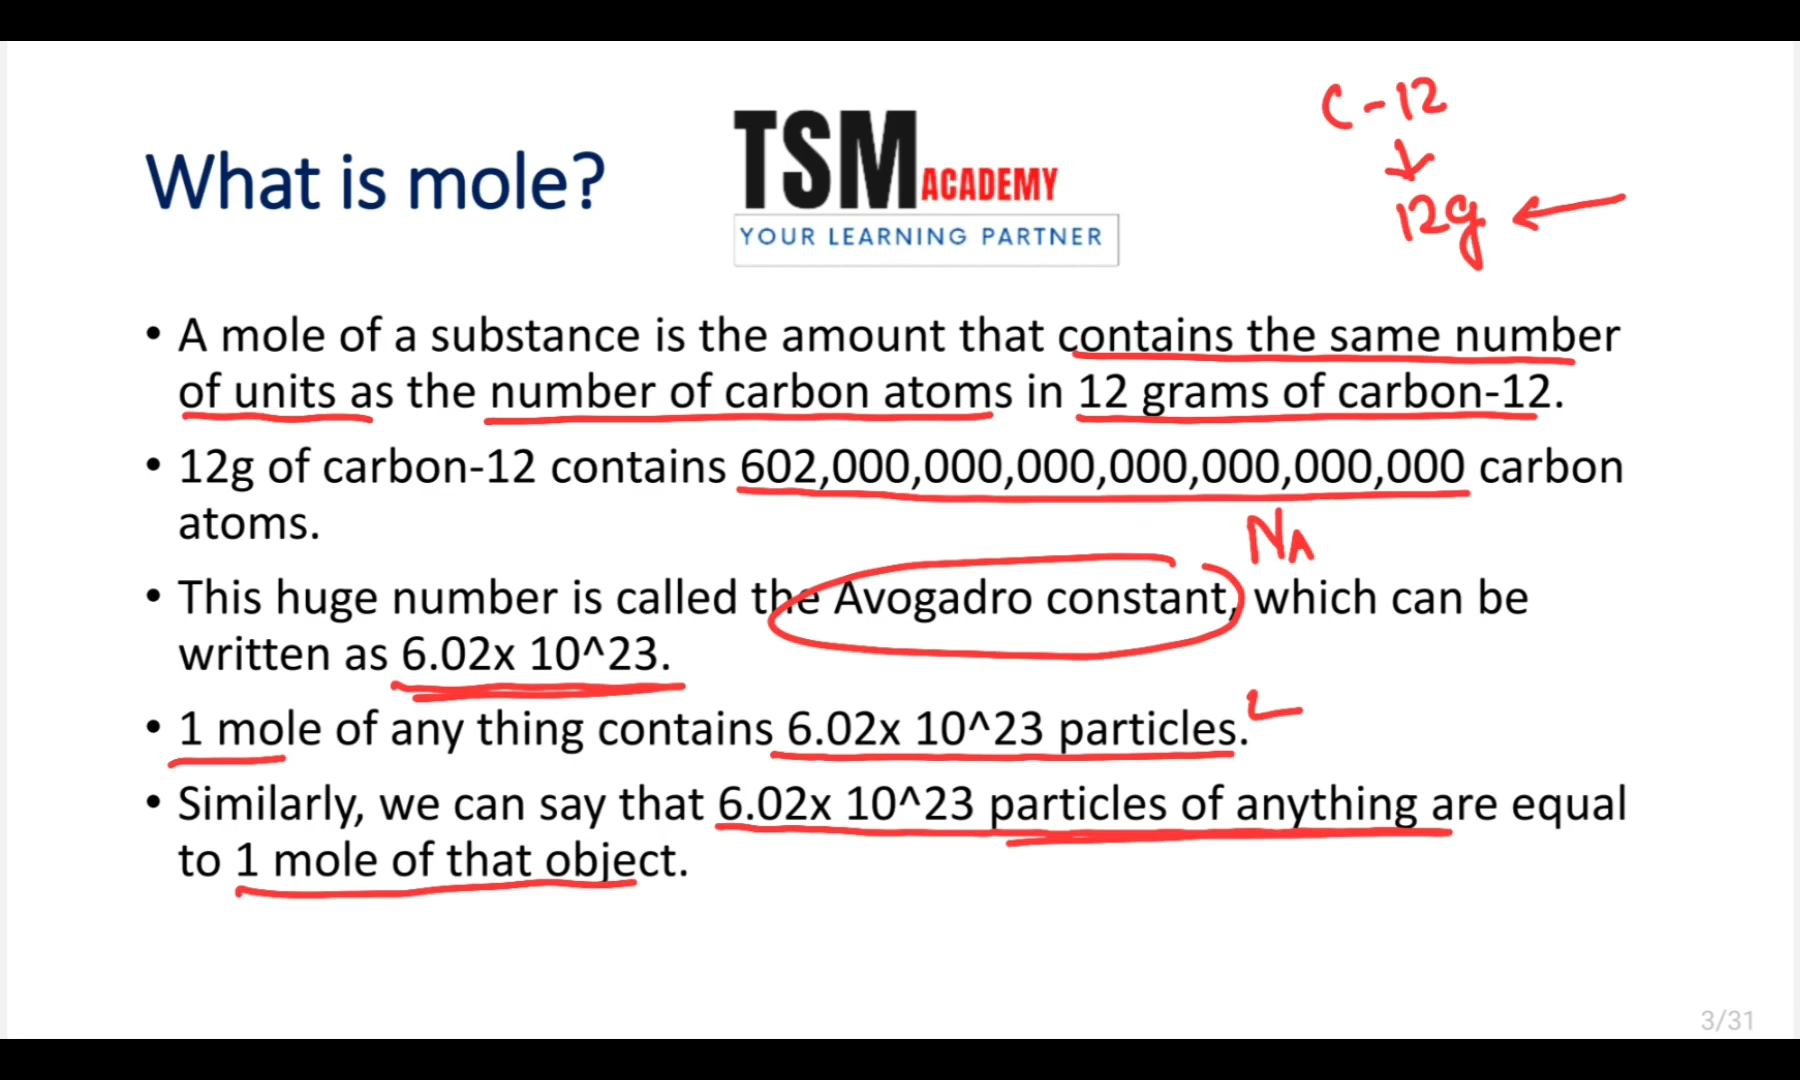 C-12
12g
What is mole?
TSM ACADEMY
YOUR LEARNING PARTNER
• A mole of a substance is the amount that contains the same number
of units as the number of carbon atoms in 12 grams of carbon-12.
• 12g of carbon-12 contains 602,000,000,000,000,000,000,000 carbon
atoms.
NA
• This huge number is called the Avogadro constant, which can be
written as 6.02x 10^23.
• 1 mole of any thing contains 6.02x 10^23 particles.
• Similarly, we can say that 6.02x 10^23 particles of anything are equal
to 1 mole of that object.
3/31